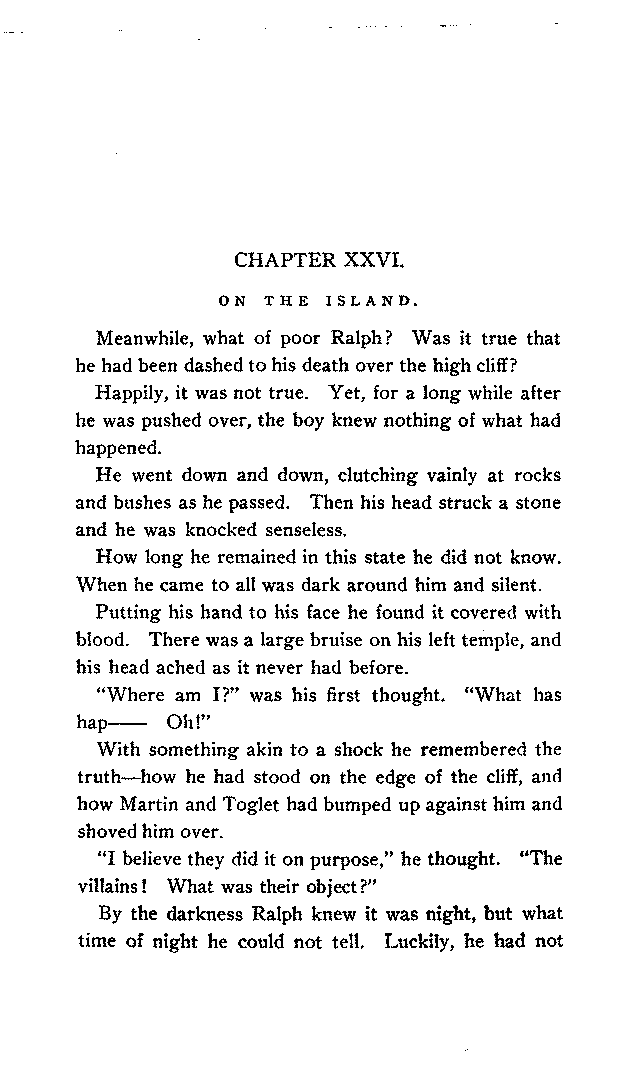 CHAPTER XXVI.
ON THE ISLAND.
Meanwhile, what of poor Ralph? Was it true that
he had been dashed to his death over the high cliff?
Happily, it was not true. Yet, for a long while after
he was pushed over, the boy knew nothing of what had
happened.
He went down and down, clutching vainly at rocks
and bushes as he passed. Then his head struck a stone
and he was knocked senseless.
How long he remained in this state he did not know.
When he came to all was dark around him and silent.
Putting his hand to his face he found it covered with
blood. There was a large bruise on his left temple, and
his head ached as it never had before.
"Where am I?" was his first thought. "What has
hap—— Oh!"
With something akin to a shock he remembered the
truth—how he had stood on the edge of the cliff, and
how Martin and Toglet had bumped up against him and
shoved him over.
"I believe they did it on purpose," he thought. "The
villains! What was their object?"
By the darkness Ralph knew it was night, but what
time of night he could not tell. Luckily, he had not